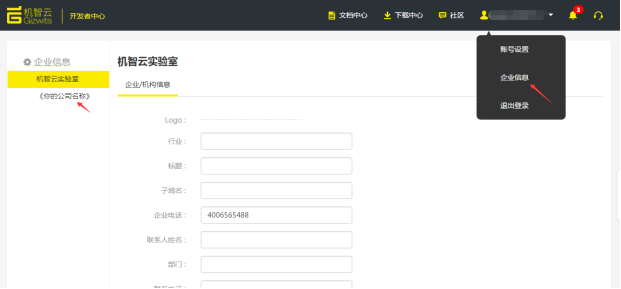 机智云 Gizwits 开发者中心 文档中心 下载中心 社区 3
账号设置
企业信息
退出登录
企业信息
机智云实验室
《你的公司名称》
机智云实验室
企业/机构信息
Logo :
行业 :
标题 :
子域名 :
企业电话 : 4006565488
联系人姓名 :
部门 :